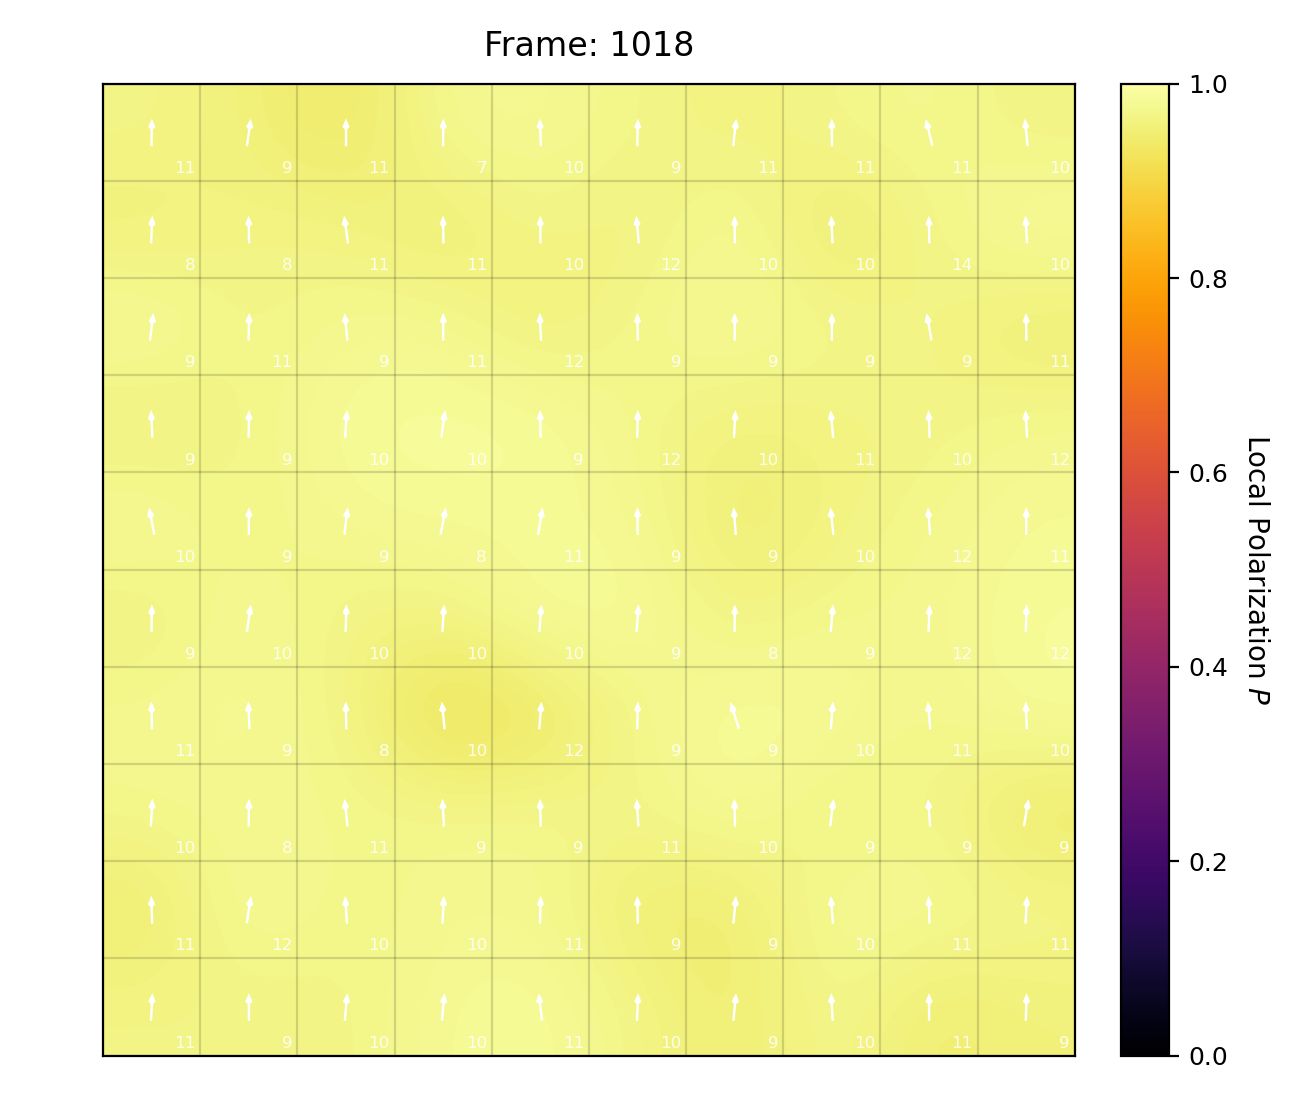 Frame: 1018
11 9 11 7 10 9 11 11 11 10
8 8 11 11 10 12 10 10 14 10
9 11 9 11 12 9 9 9 9 11
9 9 10 10 9 12 10 11 10 12
10 9 9 8 11 9 9 10 12 11
9 10 10 10 10 9 8 9 12 12
11 9 8 10 12 9 9 10 11 10
10 8 11 9 9 11 10 9 9 9
11 12 10 10 11 9 9 10 11 11
11 9 10 10 11 10 9 10 11 9
1.0
0.8
0.6
0.4
0.2
0.0
Local Polarization P